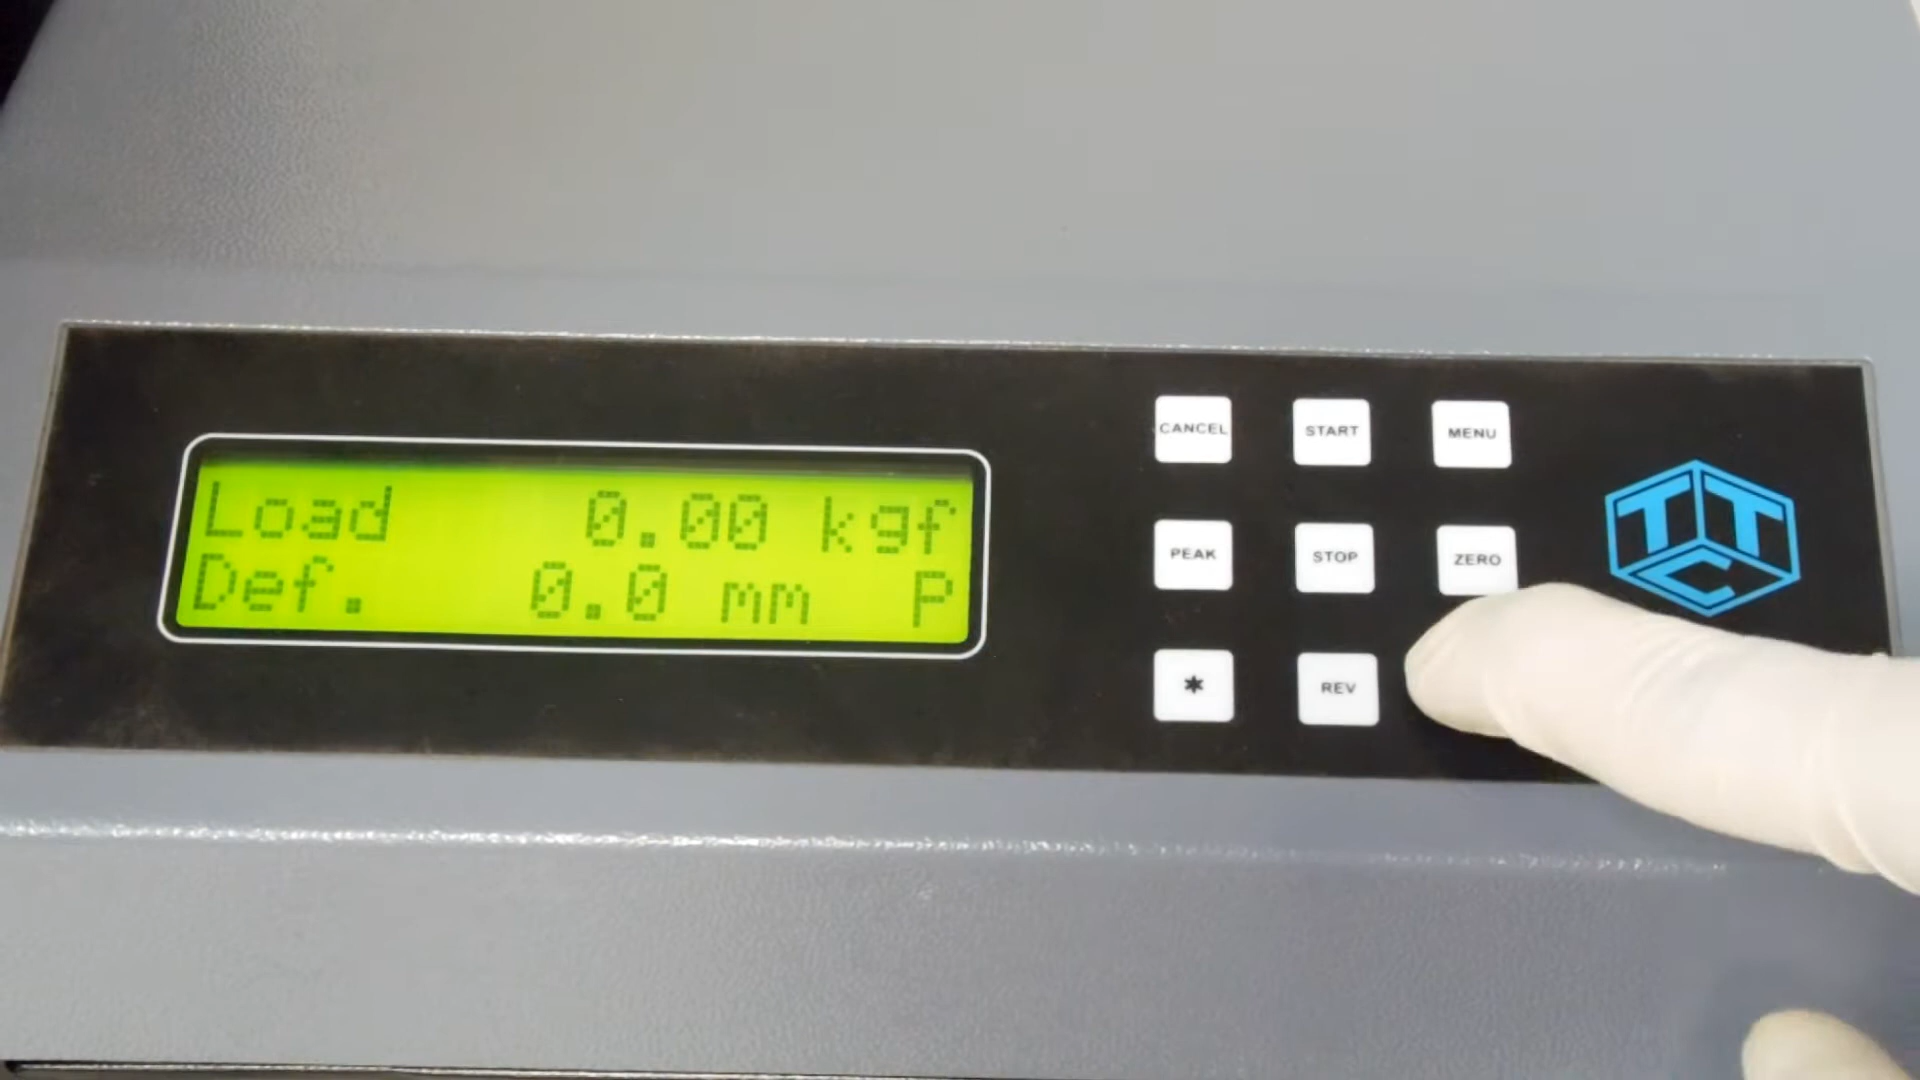 Load 0.00 kgf
Def. 0.0 mm P
CANCEL START MENU
PEAK STOP ZERO
* REV
TTC